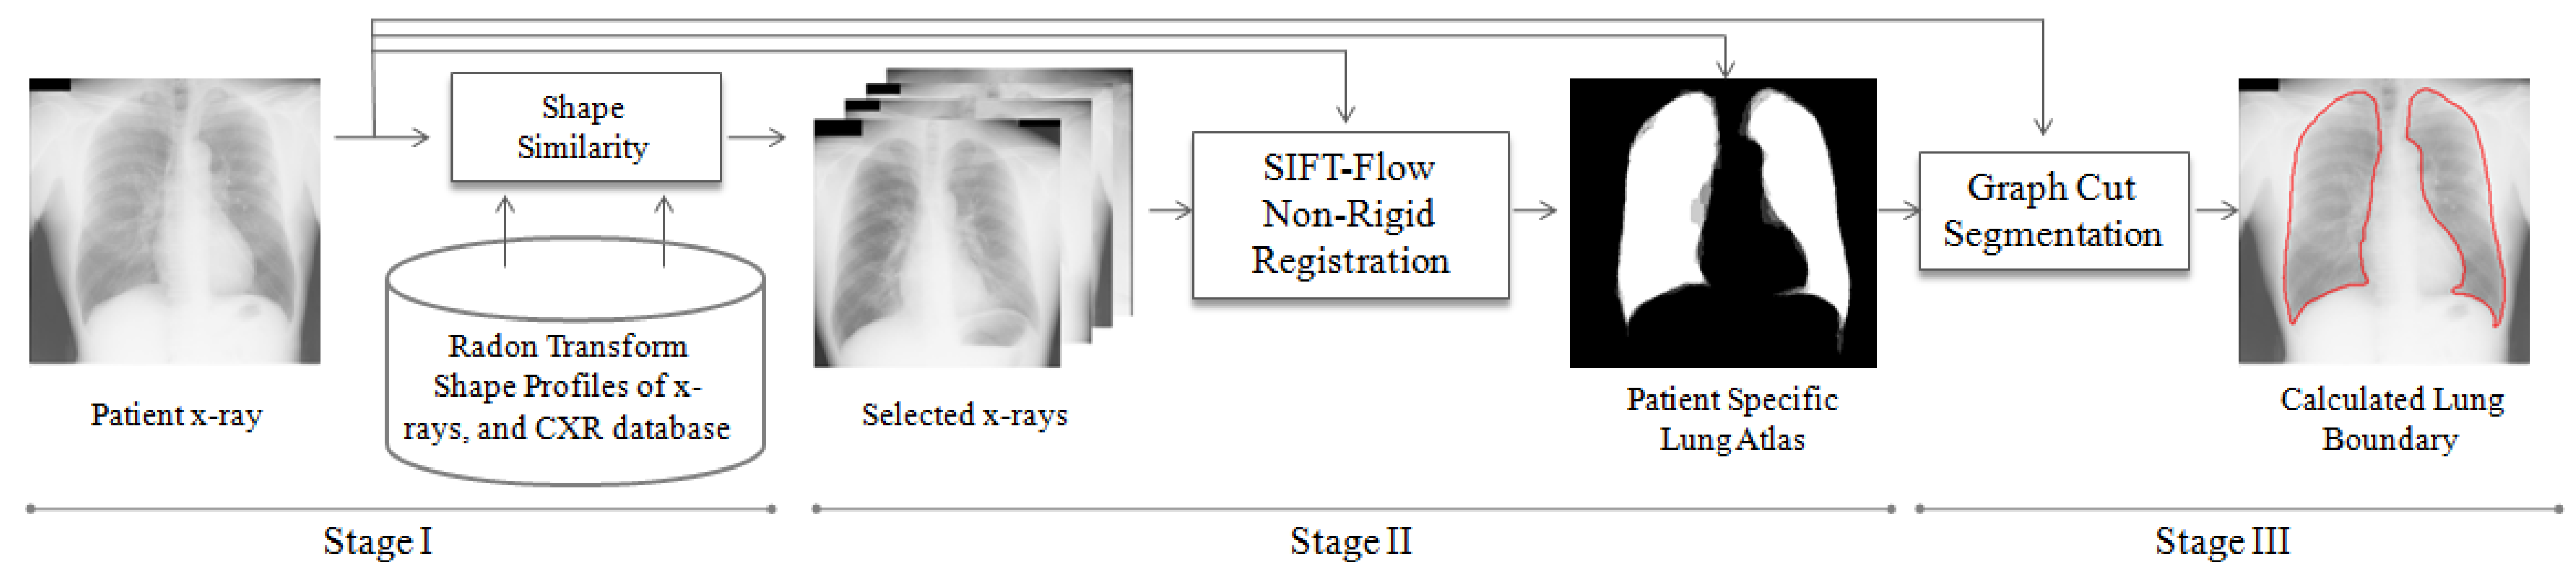 Shape
Similarity
SIFT-Flow
Non-Rigid
Registration
Graph Cut
Segmentation
Radon Transform
Shape Profiles of x-
rays, and CXR database
Patient x-ray
Selected x-rays
Patient Specific
Lung Atlas
Calculated Lung
Boundary
Stage I
Stage II
Stage III